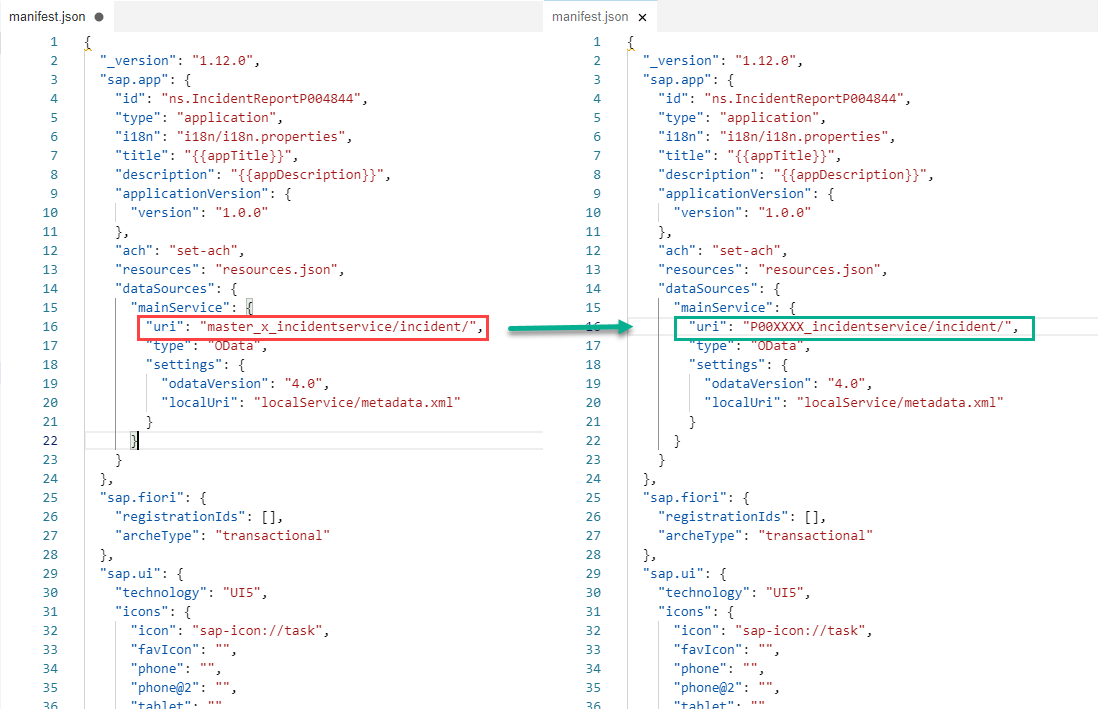 manifest.json
1 {
2 "_version": "1.12.0",
3 "sap.app": {
4 "id": "ns.IncidentReportP004844",
5 "type": "application",
6 "i18n": "i18n/i18n.properties",
7 "title": "{{appTitle}}",
8 "description": "{{appDescription}}",
9 "applicationVersion": {
10 "version": "1.0.0"
11 },
12 "ach": "set-ach",
13 "resources": "resources.json",
14 "dataSources": {
15 "mainService": {
16 "uri": "master_x_incidentservice/incident/",
17 "type": "OData",
18 "settings": {
19 "odataVersion": "4.0",
20 "localUri": "localService/metadata.xml"
21 }
22 }
23 }
24 },
25 "sap.fiori": {
26 "registrationIds": [],
27 "archeType": "transactional"
28 },
29 "sap.ui": {
30 "technology": "UI5",
31 "icons": {
32 "icon": "sap-icon://task",
33 "favIcon": "",
34 "phone": "",
35 "phone@2": "",
36 "tablet": ""
manifest.json
1 {
2 "_version": "1.12.0",
3 "sap.app": {
4 "id": "ns.IncidentReportP004844",
5 "type": "application",
6 "i18n": "i18n/i18n.properties",
7 "title": "{{appTitle}}",
8 "description": "{{appDescription}}",
9 "applicationVersion": {
10 "version": "1.0.0"
11 },
12 "ach": "set-ach",
13 "resources": "resources.json",
14 "dataSources": {
15 "mainService": {
16 "uri": "P00XXXX_incidentservice/incident/",
17 "type": "OData",
18 "settings": {
19 "odataVersion": "4.0",
20 "localUri": "localService/metadata.xml"
21 }
22 }
23 }
24 },
25 "sap.fiori": {
26 "registrationIds": [],
27 "archeType": "transactional"
28 },
29 "sap.ui": {
30 "technology": "UI5",
31 "icons": {
32 "icon": "sap-icon://task",
33 "favIcon": "",
34 "phone": "",
35 "phone@2": "",
36 "tablet": ""